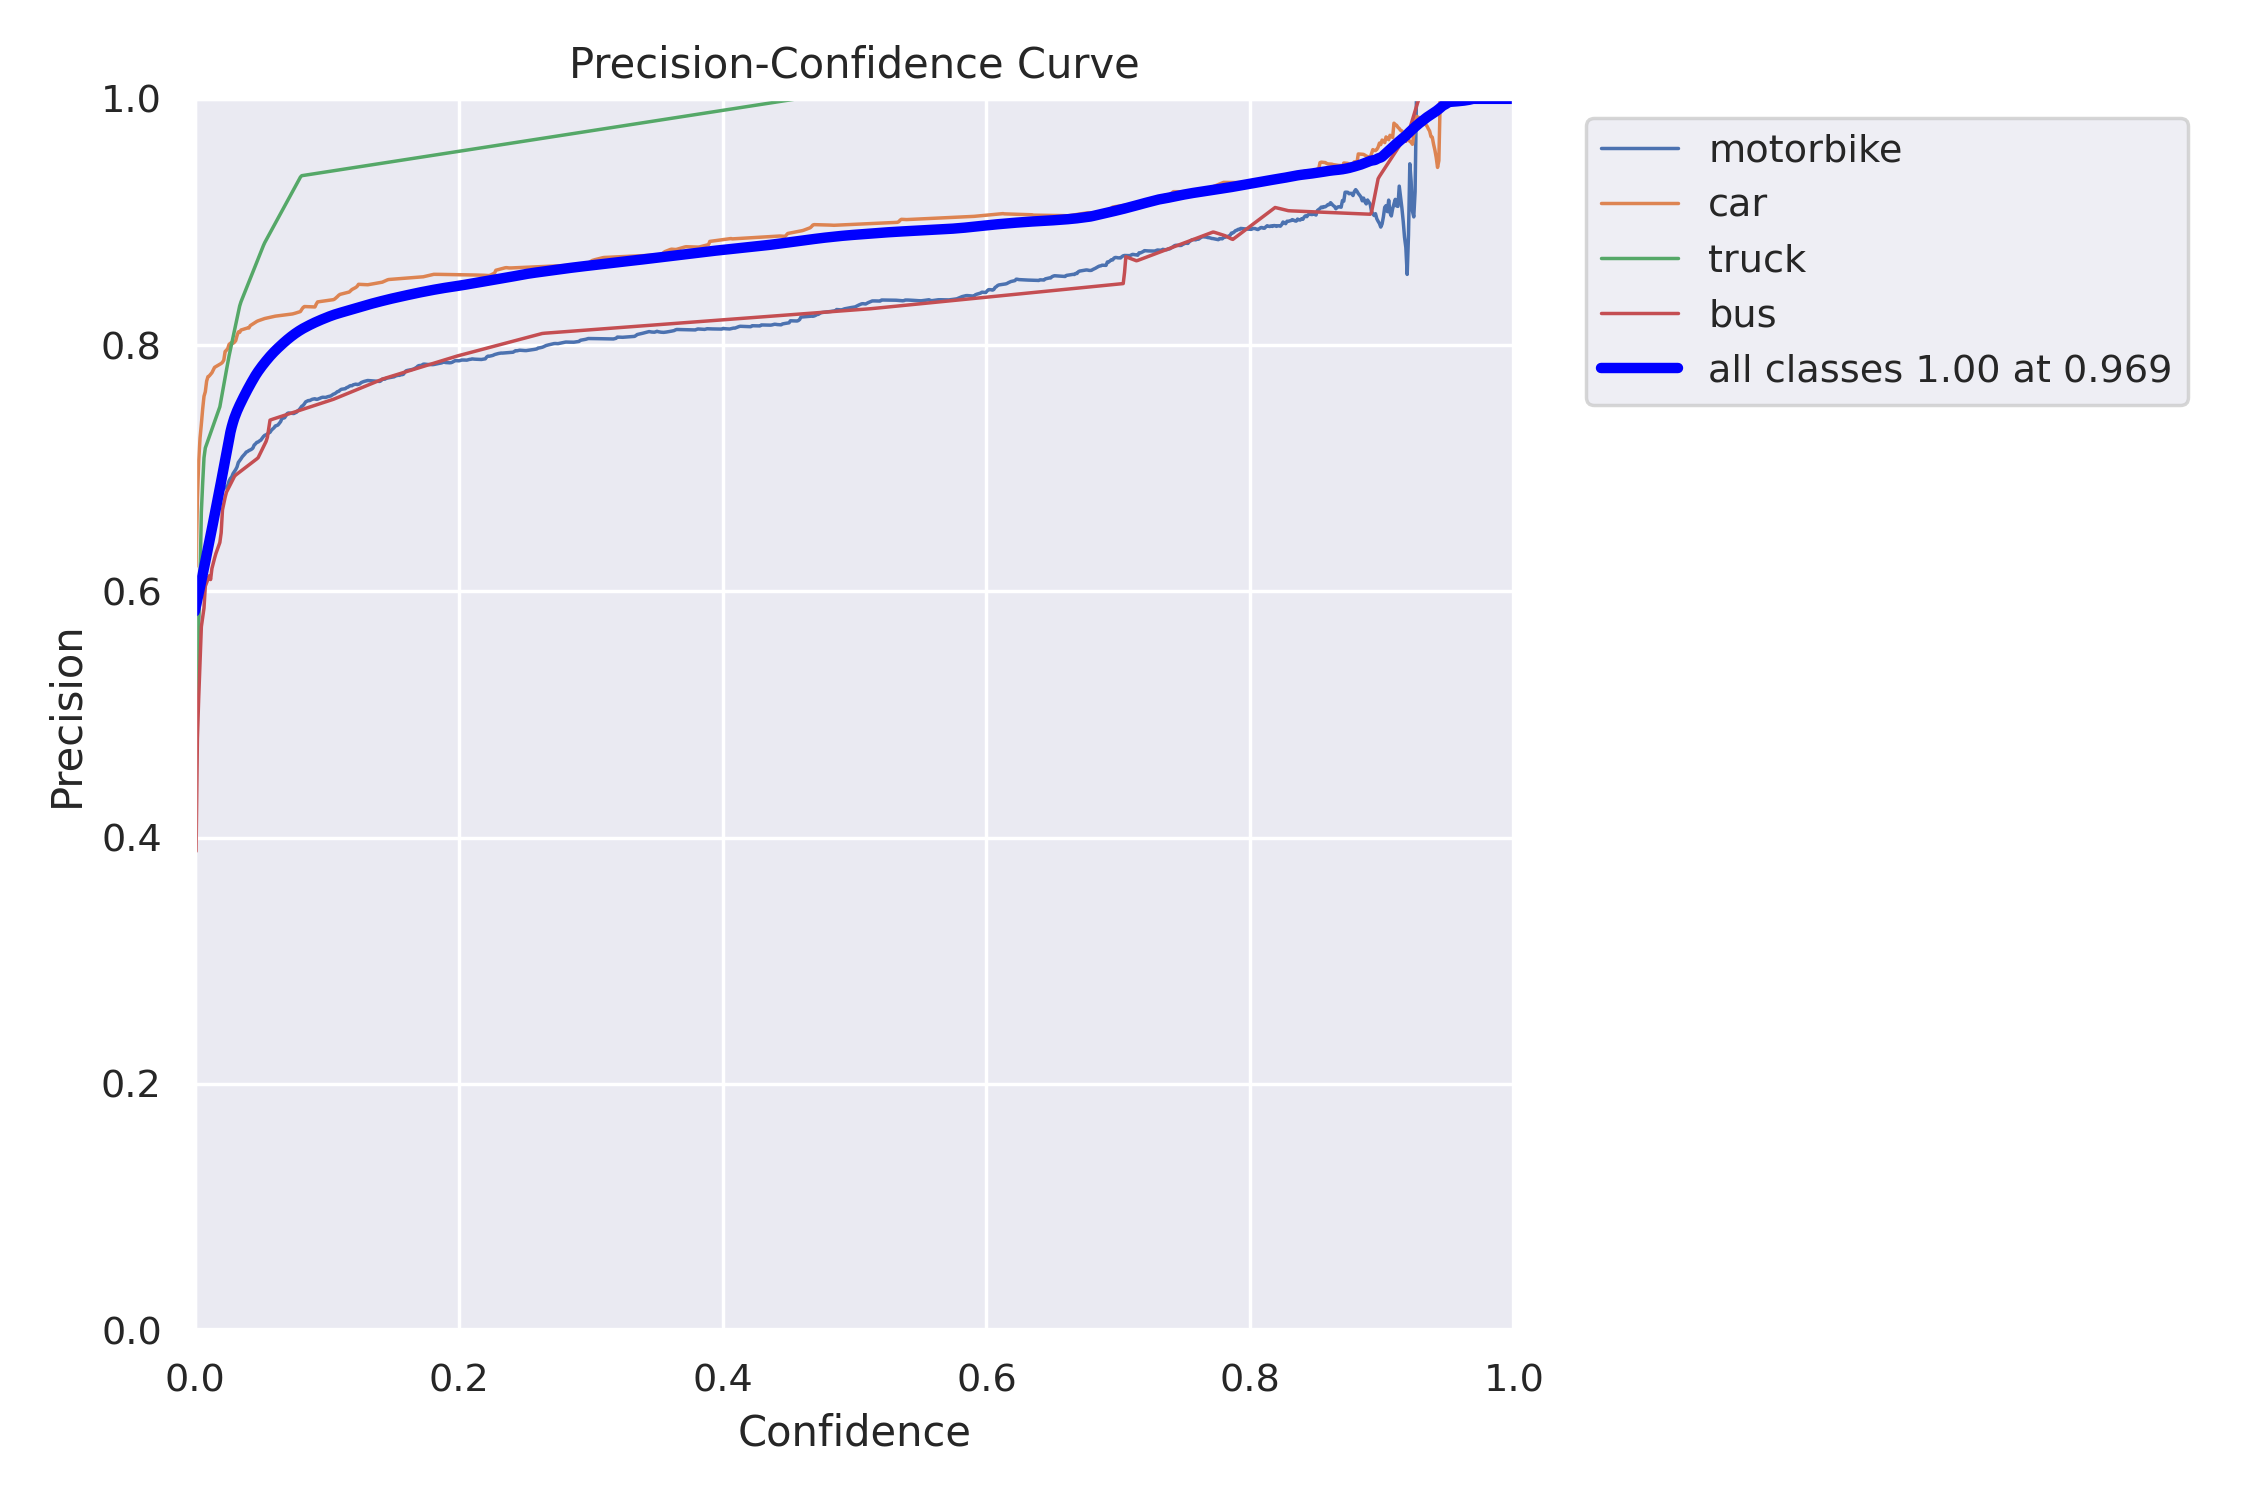 Precision-Confidence Curve
1.0
0.8
0.6
0.4
0.2
0.0
Precision
0.0 0.2 0.4 0.6 0.8 1.0
Confidence
motorbike
car
truck
bus
all classes 1.00 at 0.969